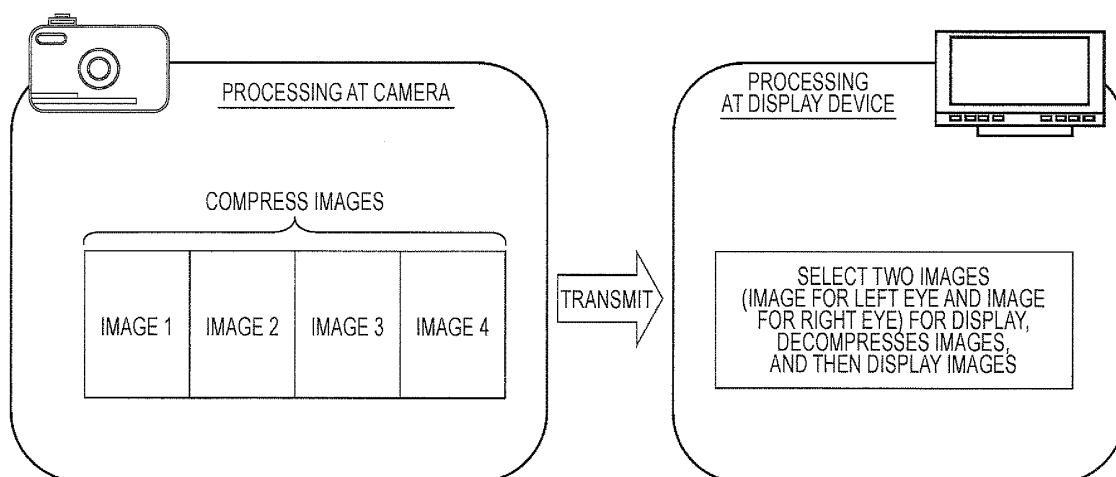 PROCESSING AT CAMERA
COMPRESS IMAGES
IMAGE 1
IMAGE 2
IMAGE 3
IMAGE 4
TRANSMIT
PROCESSING
AT DISPLAY DEVICE
SELECT TWO IMAGES
(IMAGE FOR LEFT EYE AND IMAGE
FOR RIGHT EYE) FOR DISPLAY,
DECOMPRESSES IMAGES,
AND THEN DISPLAY IMAGES